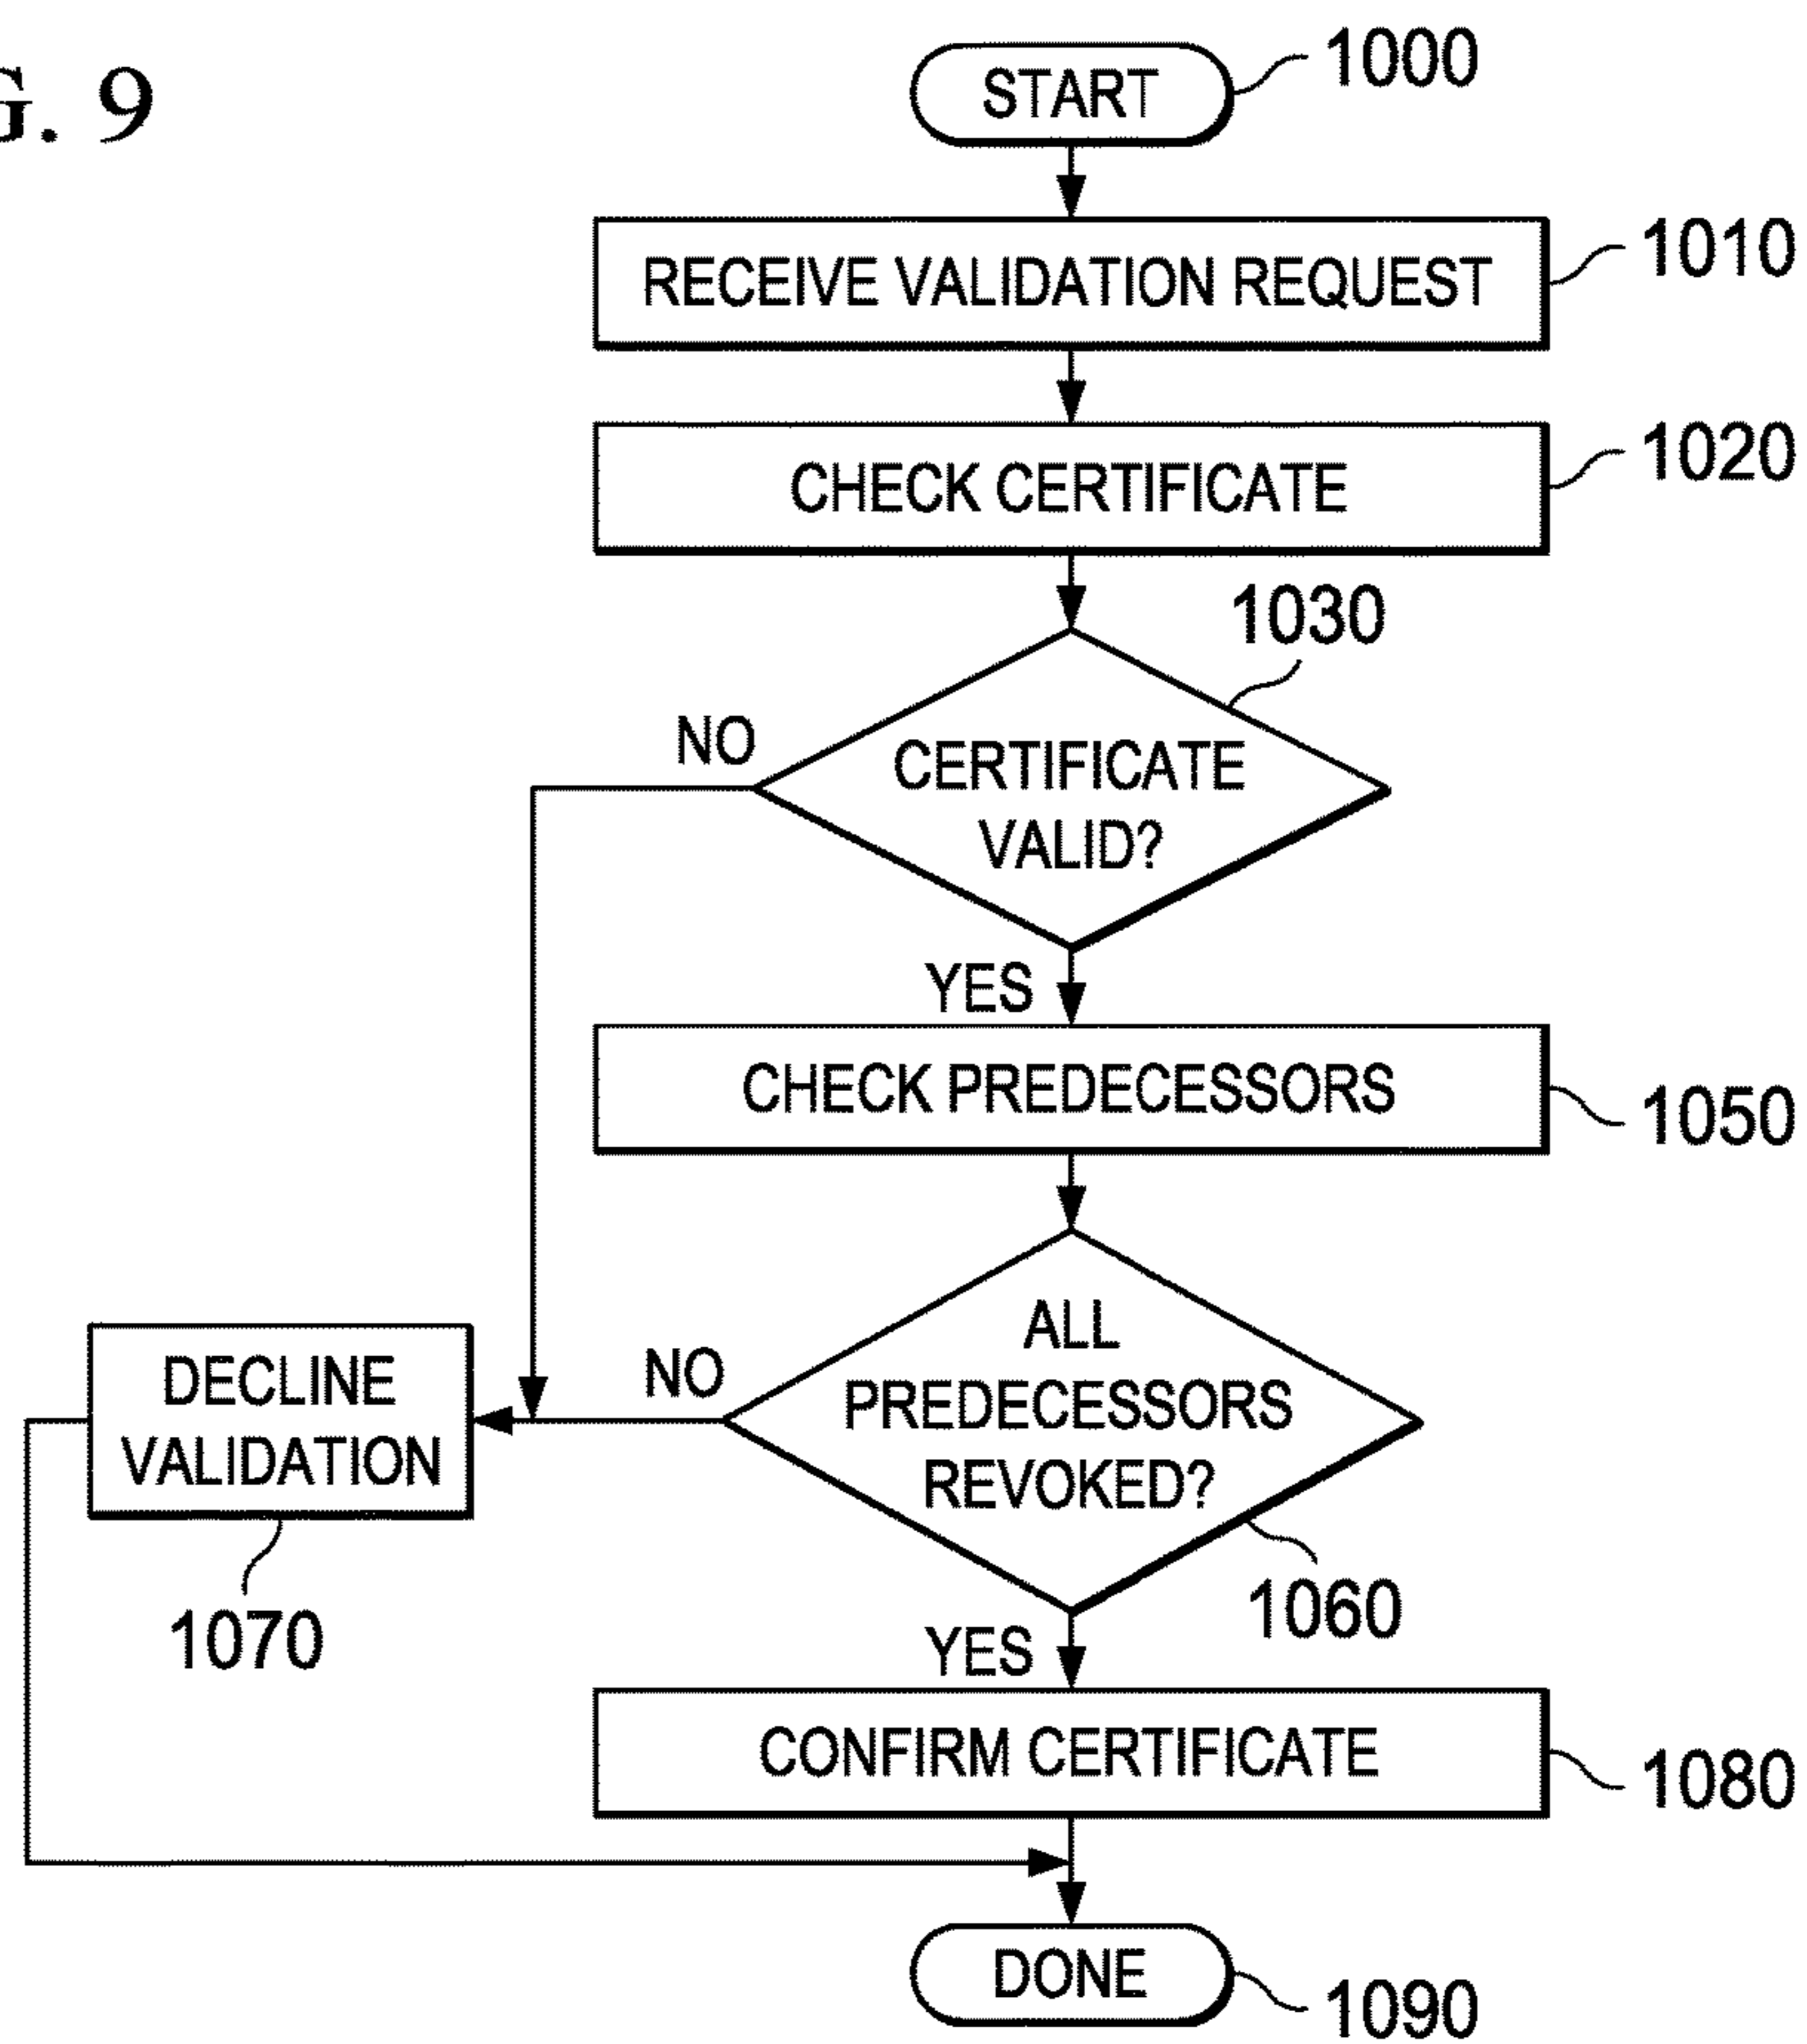 G. 9
START
1000
RECEIVE VALIDATION REQUEST
1010
CHECK CERTIFICATE
1020
1030
NO
CERTIFICATE
VALID?
YES
CHECK PREDECESSORS
1050
ALL
PREDECESSORS
REVOKED?
NO
DECLINE
VALIDATION
1070
1060
YES
CONFIRM CERTIFICATE
1080
DONE
1090